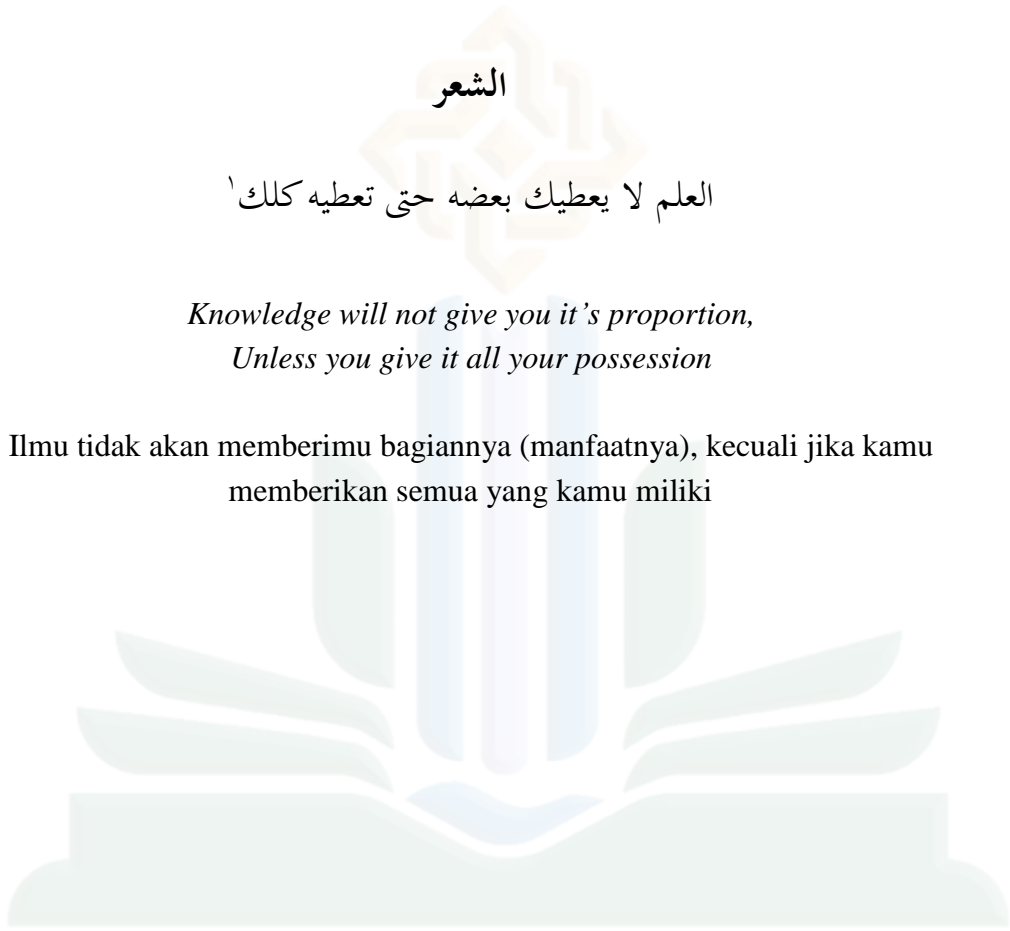 الشعر
العلم لا يعطيك بعضه حتى تعطيه كلك١
Knowledge will not give you it’s proportion,
Unless you give it all your possession
Ilmu tidak akan memberimu bagiannya (manfaatnya), kecuali jika kamu
memberikan semua yang kamu miliki